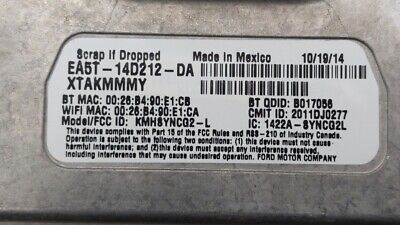 Scrap If Dropped Made In Mexico 10/19/14
EA5T-14D212-DA
XTAKMMMY
BT MAC: 00:26:B4:90:E1:CB BT QDID: B017056
WIFI MAC: 00:26:B4:90:E1:CA CMIT ID: 2011DJ0277
Model/FCC ID: KMHSYNCG2-L IC: 1422A-SYNCG2L
This device complies with Part 15 of the FCC Rules and RSS-210 of Industry Canada.
Operation is subject to the following two conditions: (1) this device may not cause
harmful interference, and (2) this device must accept any interference received,
including interference that may cause undesired operation. FORD MOTOR COMPANY